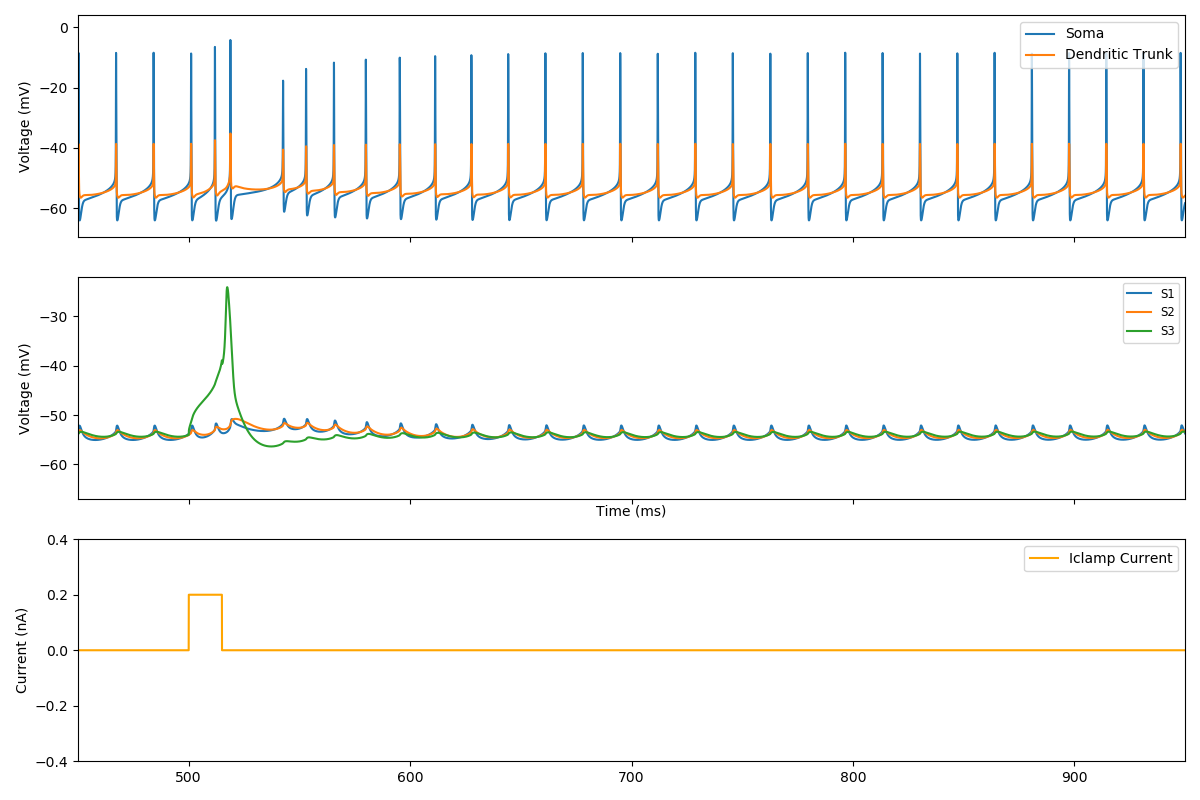 0
−20
−40
−60
Voltage (mV)
Soma
Dendritic Trunk
−30
−40
−50
−60
Voltage (mV)
S1
S2
S3
Time (ms)
0.4
0.2
0.0
−0.2
−0.4
Current (nA)
Iclamp Current
500
600
700
800
900